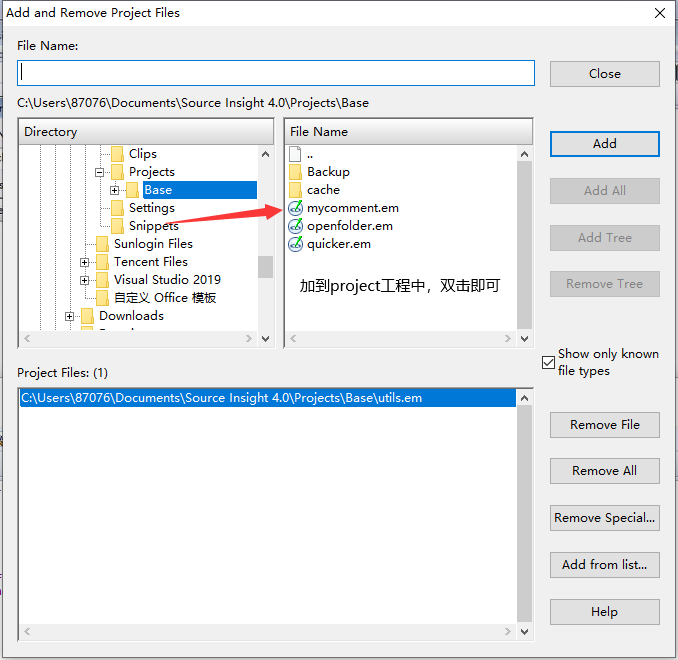 Add and Remove Project Files
File Name:
Close
C:\Users\87076\Documents\Source Insight 4.0\Projects\Base
Directory
File Name
Clips
Projects
Base
Settings
Snippets
Sunlogin Files
Tencent Files
Visual Studio 2019
自定义 Office 模板
Downloads
..
Backup
cache
mycomment.em
openfolder.em
quicker.em
加到project工程中，双击即可
Add
Add All
Add Tree
Remove Tree
Show only known
file types
Project Files: (1)
C:\Users\87076\Documents\Source Insight 4.0\Projects\Base\utils.em
Remove File
Remove All
Remove Special...
Add from list...
Help